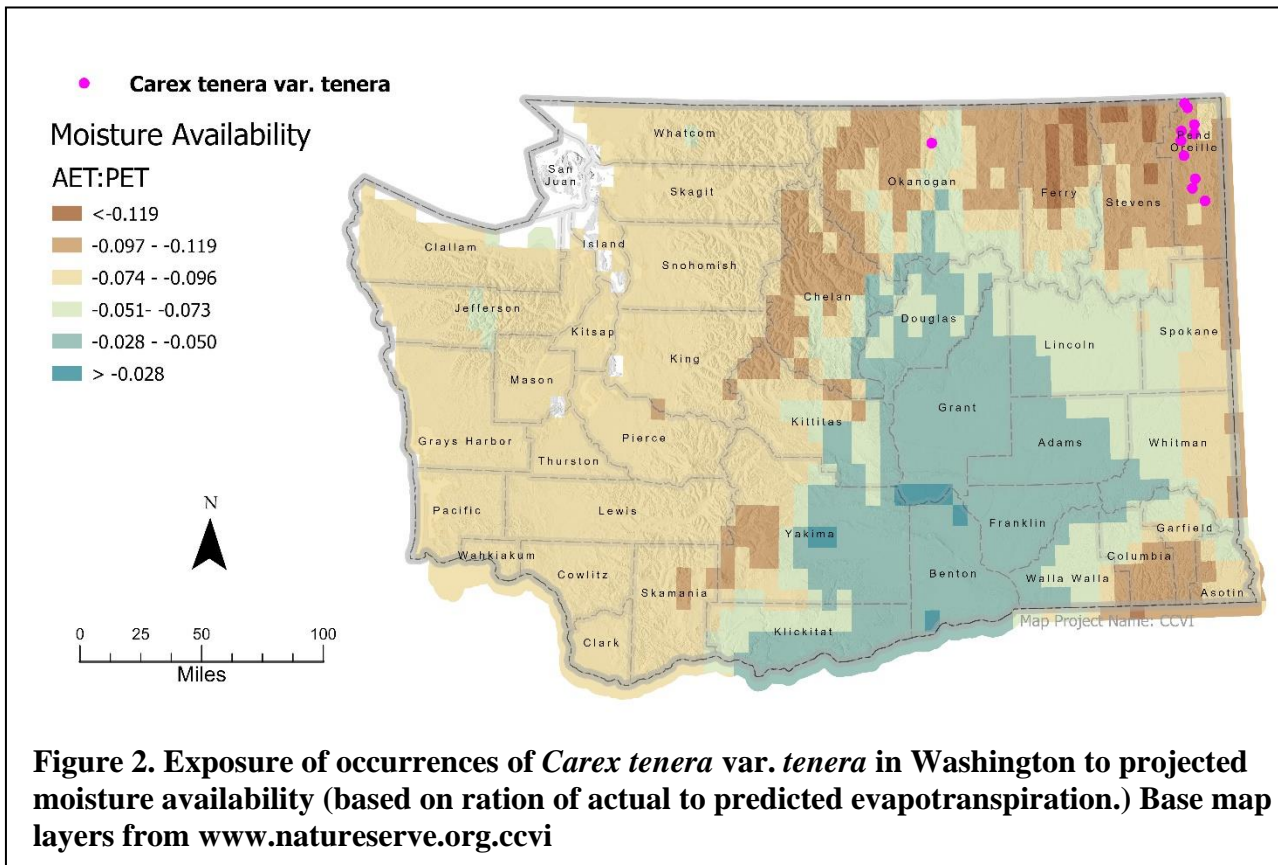 Carex tenera var. tenera
Moisture Availability
AET:PET
<-0.119
-0.097 - -0.119
-0.074 - -0.096
-0.051- -0.073
-0.028 - -0.050
> -0.028
N
0 25 50 100
Miles
Whatcom
San
Juan
Skagit
Okanogan
Ferry
Stevens
Pend
Oreille
Clallam
Island
Snohomish
Chelan
Jefferson
Kitsap
Douglas
Lincoln
Spokane
King
Mason
Grant
Kittitas
Adams
Whitman
Grays Harbor
Pierce
Thurston
Pacific
Lewis
Yakima
Franklin
Garfield
Wahkiakum
Columbia
Cowlitz
Skamania
Benton
Walla Walla
Asotin
Klickitat
Clark
Map Project Name: CCVI
Figure 2. Exposure of occurrences of Carex tenera var. tenera in Washington to projected
moisture availability (based on ration of actual to predicted evapotranspiration.) Base map
layers from www.natureserve.org.ccvi